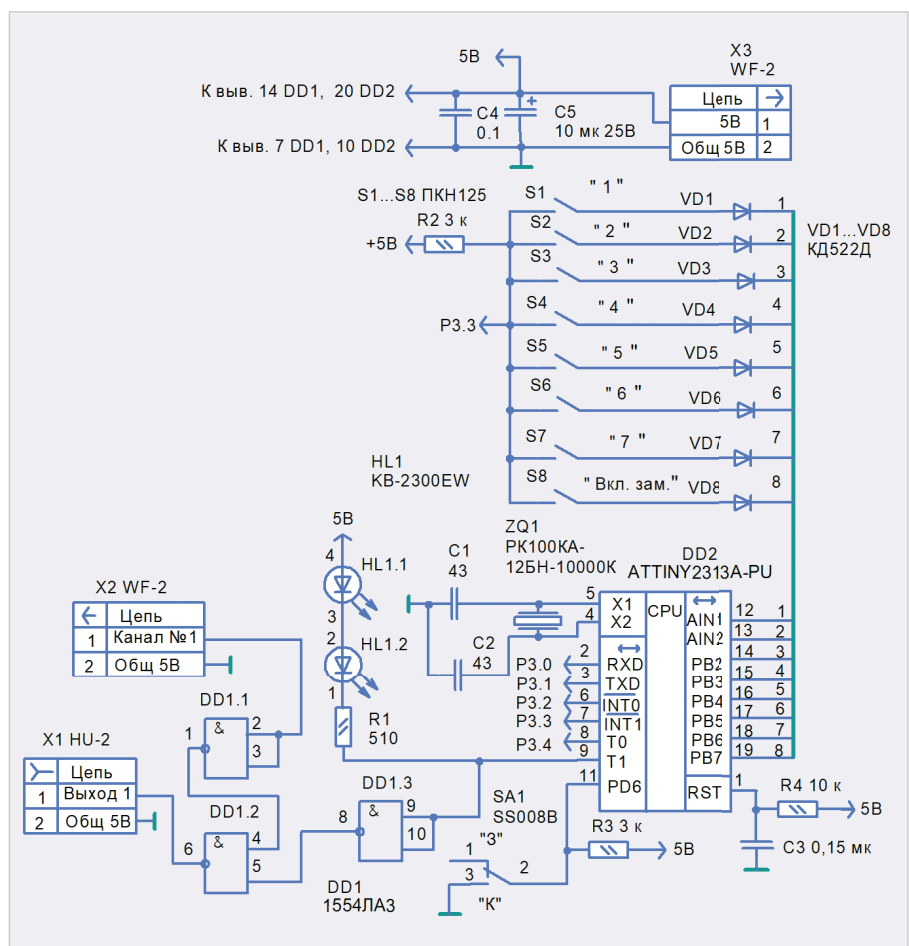 5В
X3
WF-2
К выв. 14 DD1, 20 DD2
Цепь
5В 1
Общ 5В 2
C4
0.1
+
C5
10 мк 25В
К выв. 7 DD1, 10 DD2
S1...S8 ПКН125
R2 3 к
+5В
P3.3
S1 "1" VD1 1
S2 "2" VD2 2
S3 "3" VD3 3
S4 "4" VD4 4
S5 "5" VD5 5
S6 "6" VD6 6
S7 "7" VD7 7
S8 "Вкл. зам." VD8 8
VD1...VD8
КД522Д
HL1
KB-2300EW
5В
4
HL1.1
3
2
HL1.2
1
R1
510
C1
43
C2
43
ZQ1
РК100КА-
12БН-10000К
DD2
ATTINY2313A-PU
CPU
5 X1
4 X2
P3.0 2 RXD
P3.1 3 TXD
P3.2 6 INT0
P3.3 7 INT1
P3.4 8 T0
9 T1
11 PD6
AIN1 12 1
AIN2 13 2
PB2 14 3
PB3 15 4
PB4 16 5
PB5 17 6
PB6 18 7
PB7 19 8
RST 1
R4 10 к
5В
C3 0,15 мк
R3 3 к
5В
X2 WF-2
Цепь
1 Канал №1
2 Общ 5В
DD1.1
1 & 2
3
X1 HU-2
Цепь
1 Выход 1
2 Общ 5В
DD1.2
6 & 4
5
DD1.3
8 & 9
10
DD1
1554ЛА3
SA1
SS008B
"З"
1
3 2
"К"